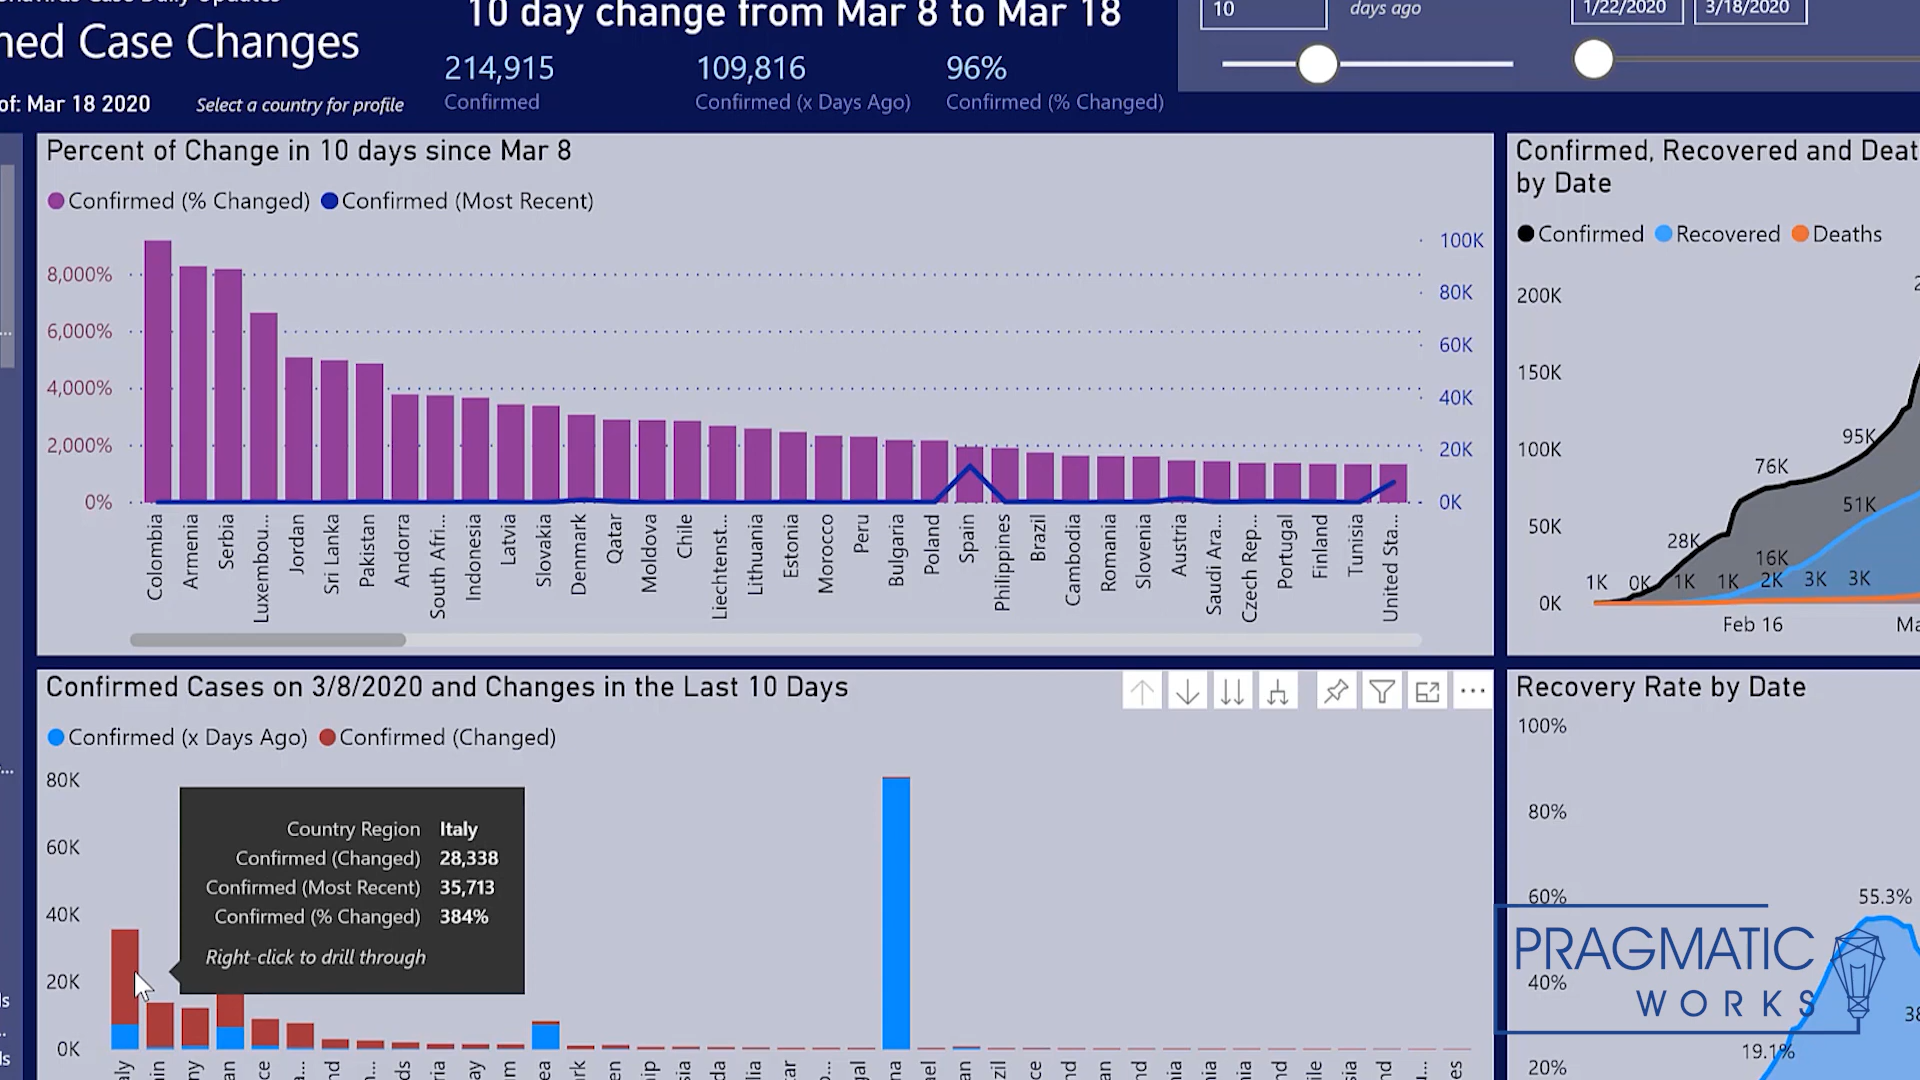 10 day change from Mar 8 to Mar 18
10 days ago
1/22/2020 3/18/2020
Case Changes
214,915 109,816 96%
Confirmed Confirmed (x Days Ago) Confirmed (% Changed)
of: Mar 18 2020 Select a country for profile
Percent of Change in 10 days since Mar 8
Confirmed (% Changed) Confirmed (Most Recent)
8,000%
6,000%
4,000%
2,000%
0%
100K
80K
60K
40K
20K
0K
Colombia
Armenia
Serbia
Luxembou...
Jordan
Sri Lanka
Pakistan
Andorra
South Afri...
Indonesia
Latvia
Slovakia
Denmark
Qatar
Moldova
Chile
Liechtenst...
Lithuania
Estonia
Morocco
Peru
Bulgaria
Poland
Spain
Philippines
Brazil
Cambodia
Romania
Slovenia
Austria
Saudi Ara...
Czech Rep...
Portugal
Finland
Tunisia
United Sta...
Confirmed, Recovered and Deat
by Date
Confirmed Recovered Deaths
200K
150K
100K
50K
0K
95K
76K
51K
28K
16K
1K 0K 1K 1K 2K 3K 3K
Feb 16 Ma
Confirmed Cases on 3/8/2020 and Changes in the Last 10 Days
Confirmed (x Days Ago) Confirmed (Changed)
80K
60K
40K
20K
0K
Country Region Italy
Confirmed (Changed) 28,338
Confirmed (Most Recent) 35,713
Confirmed (% Changed) 384%
Right-click to drill through
Recovery Rate by Date
100%
80%
60%
40%
20%
55.3%
38
19.1%
PRAGMATIC
WORKS